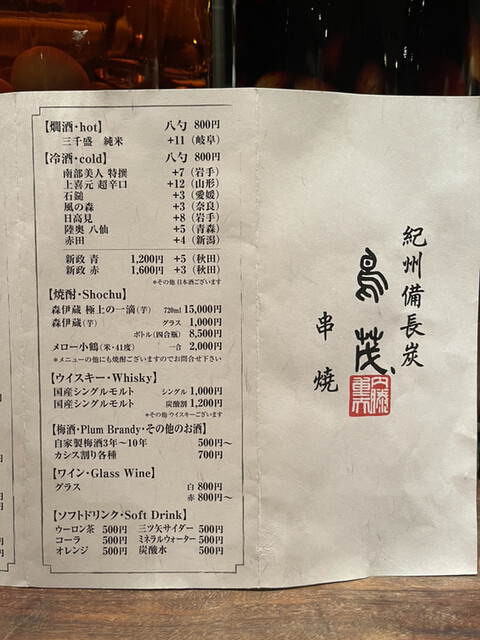 【燗酒・hot】 八勺 800円
三千盛 純米 +11（岐阜）
【冷酒・cold】 八勺 800円
南部美人 特撰 +7（岩手）
上喜元 超辛口 +12（山形）
石鎚 +3（愛媛）
風の森 +3（奈良）
日高見 +8（岩手）
陸奥 八仙 +5（青森）
赤田 +4（新潟）
新政 青 1,200円 +5（秋田）
新政 赤 1,600円 +3（秋田）
*その他 日本酒ございます
【焼酎・Shochu】
森伊蔵 極上の一滴（芋） 720ml 15,000円
森伊蔵（芋） グラス 1,000円
ボトル（四合瓶） 8,500円
メロー小鶴（米・41度） 一合 2,000円
*メニューの他にも焼酎ございますのでお問合せ下さい
【ウイスキー・Whisky】
国産シングルモルト シングル 1,000円
国産シングルモルト 炭酸割 1,200円
*その他 ウイスキーございます
【梅酒・Plum Brandy・その他のお酒】
自家製梅酒3年〜10年 500円〜
カシス割り各種 700円
【ワイン・Glass Wine】
グラス 白 800円
赤 800円〜
【ソフトドリンク・Soft Drink】
ウーロン茶 500円 三ツ矢サイダー 500円
コーラ 500円 ミネラルウォーター 500円
オレンジ 500円 炭酸水 500円
紀州備長炭
鳥茂
串焼